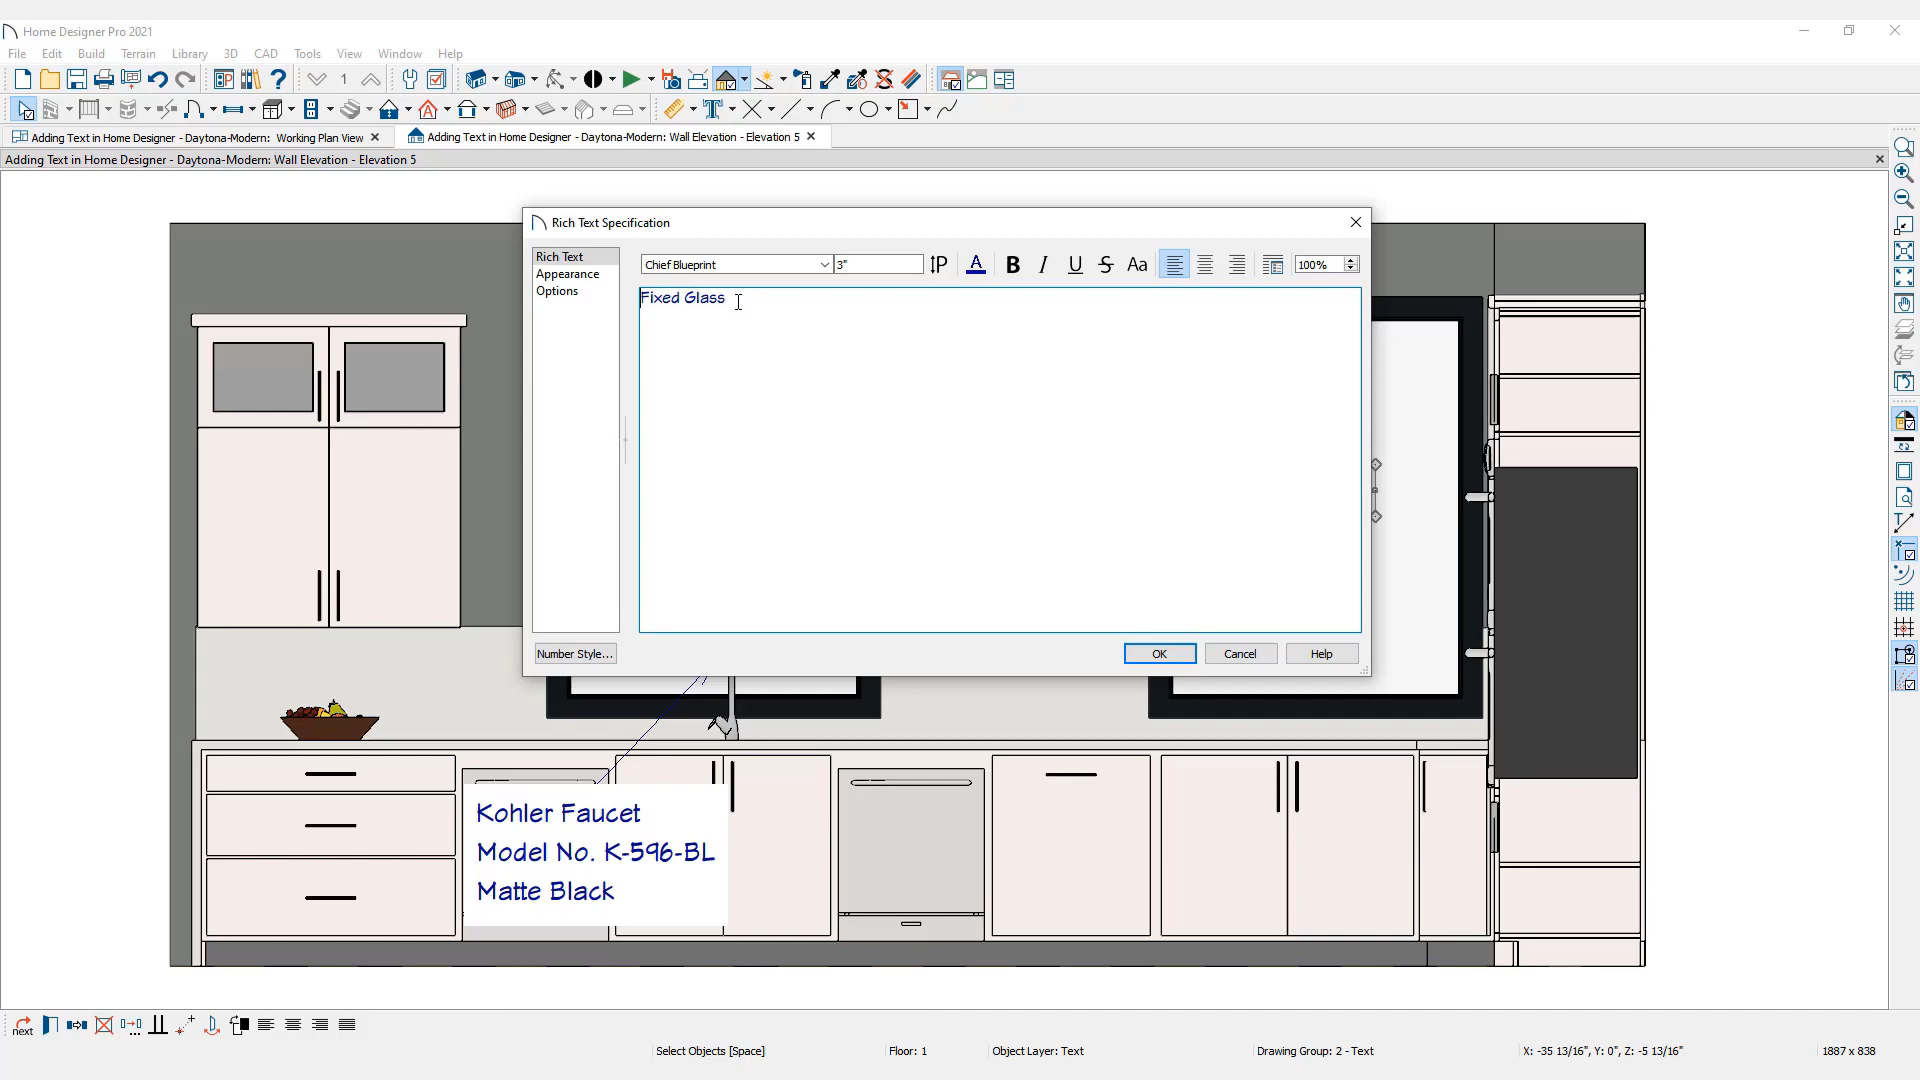 Home Designer Pro 2021
File Edit Build Terrain Library 3D CAD Tools View Window Help
1
Adding Text in Home Designer - Daytona-Modern: Working Plan View
Adding Text in Home Designer - Daytona-Modern: Wall Elevation - Elevation 5
Adding Text in Home Designer - Daytona-Modern: Wall Elevation - Elevation 5
Rich Text Specification
Rich Text
Appearance
Options
Chief Blueprint 3" A B I U S Aa 100%
Fixed Glass
Number Style... OK Cancel Help
Kohler Faucet
Model No. K-596-BL
Matte Black
next
Select Objects [Space] Floor: 1 Object Layer: Text Drawing Group: 2 - Text X: -35 13/16", Y: 0", Z: -5 13/16" 1887 x 838